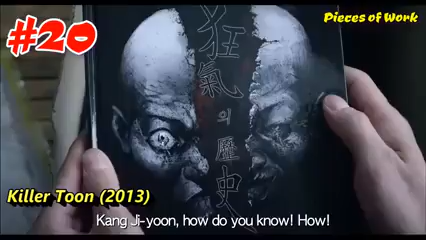 #20
Pieces of Work
狂
氣
의
歷
史
Killer Toon (2013)
Kang Ji-yoon, how do you know! How!